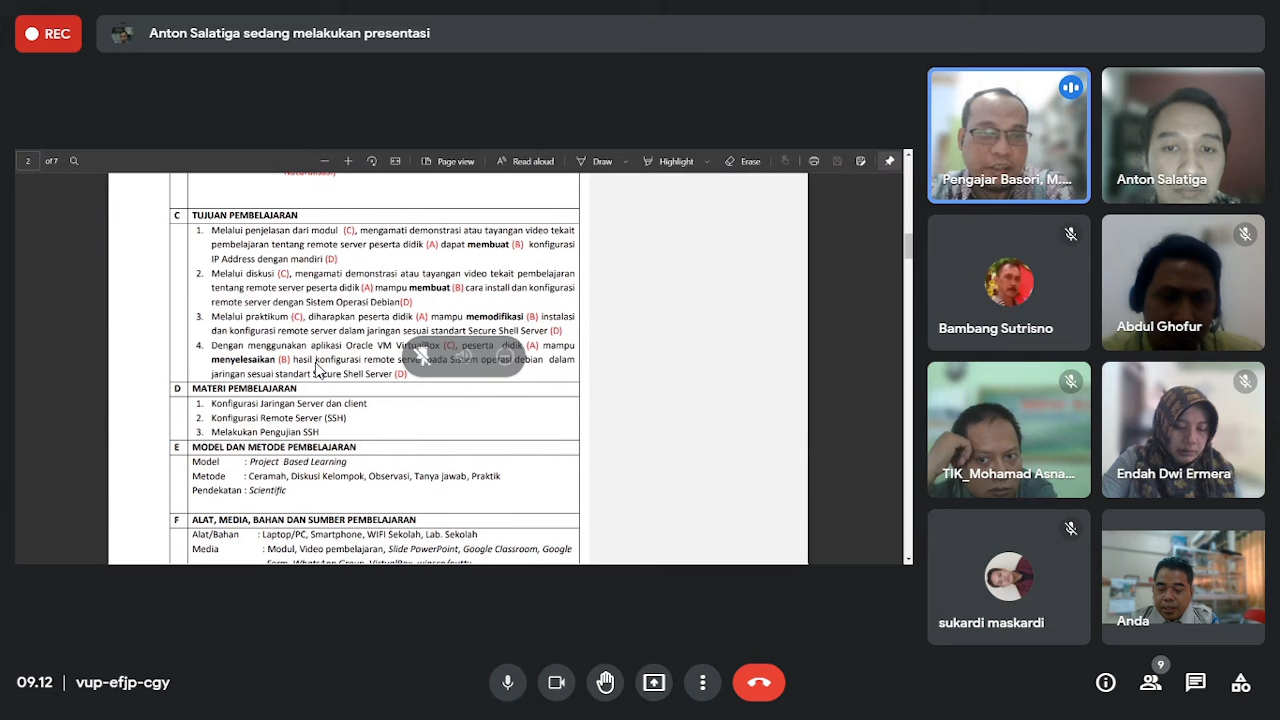 REC
Anton Salatiga sedang melakukan presentasi
2 of 7
Page view
Read aloud
Draw
Highlight
Erase
Naturalisasi)
C TUJUAN PEMBELAJARAN
1. Melalui penjelasan dari modul (C), mengamati demonstrasi atau tayangan video tekait
pembelajaran tentang remote server peserta didik (A) dapat membuat (B) konfigurasi
IP Address dengan mandiri (D)
2. Melalui diskusi (C), mengamati demonstrasi atau tayangan video tekait pembelajaran
tentang remote server peserta didik (A) mampu membuat (B) cara install dan konfigurasi
remote server dengan Sistem Operasi Debian(D)
3. Melalui praktikum (C), diharapkan peserta didik (A) mampu memodifikasi (B) instalasi
dan konfigurasi remote server dalam jaringan sesuai standart Secure Shell Server (D)
4. Dengan menggunakan aplikasi Oracle VM VirtualBox (C), peserta didik (A) mampu
menyelesaikan (B) hasil konfigurasi remote server pada Sistem operasi debian dalam
jaringan sesuai standart Secure Shell Server (D)
D MATERI PEMBELAJARAN
1. Konfigurasi Jaringan Server dan client
2. Konfigurasi Remote Server (SSH)
3. Melakukan Pengujian SSH
E MODEL DAN METODE PEMBELAJARAN
Model : Project Based Learning
Metode : Ceramah, Diskusi Kelompok, Observasi, Tanya jawab, Praktik
Pendekatan : Scientific
F ALAT, MEDIA, BAHAN DAN SUMBER PEMBELAJARAN
Alat/Bahan : Laptop/PC, Smartphone, WIFI Sekolah, Lab. Sekolah
Media : Modul, Video pembelajaran, Slide PowerPoint, Google Classroom, Google
Form, WhatsApp Group, VirtualBox, winscp/putty
Pengajar Basori, M....
Anton Salatiga
Bambang Sutrisno
Abdul Ghofur
TIK_Mohamad Asna...
Endah Dwi Ermera
sukardi maskardi
Anda
09.12 | vup-efjp-cgy
9